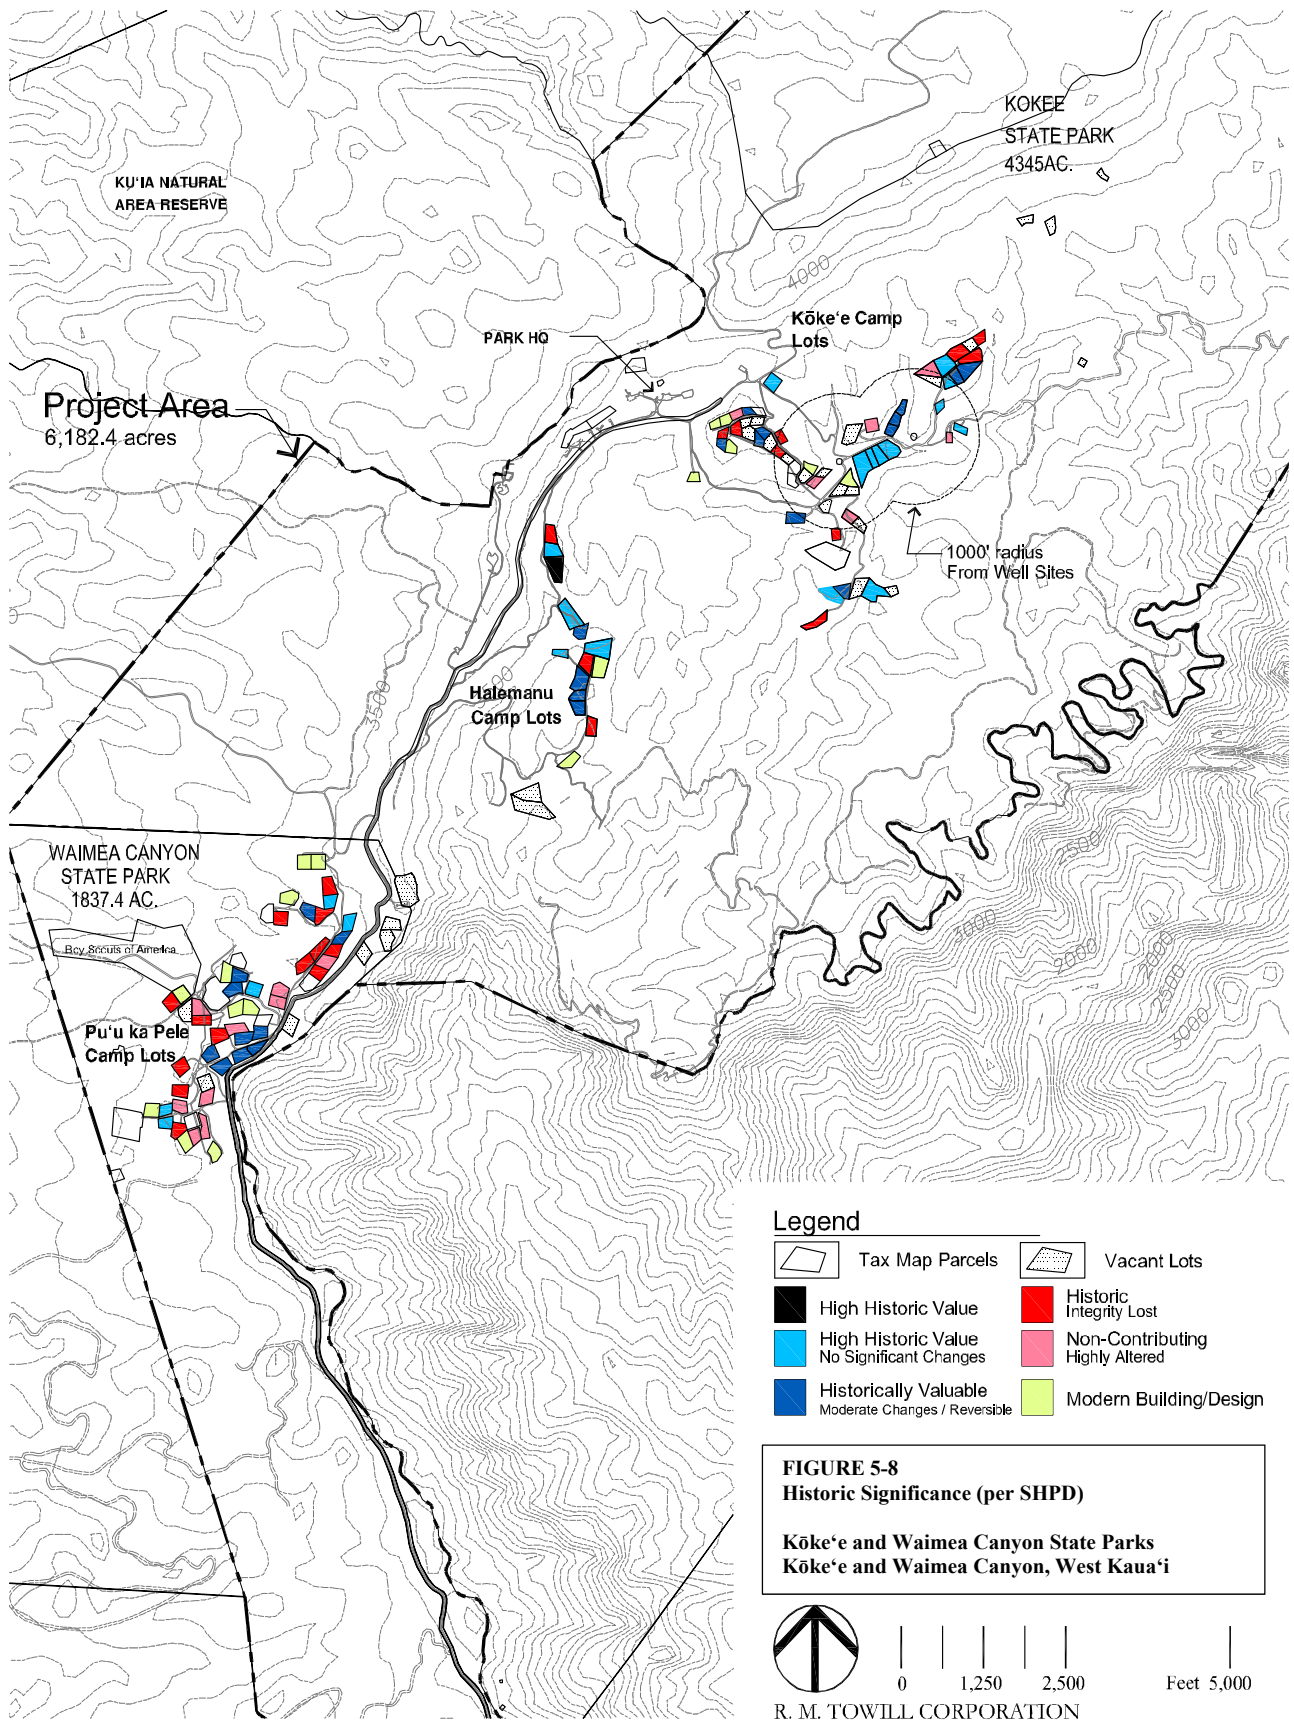 KOKEE
STATE PARK
4345AC.
KU'IA NATURAL
AREA RESERVE
4000
Kōke'e Camp
Lots
PARK HQ
Project Area
6,182.4 acres
1000' radius
From Well Sites
3500
Halemanu
Camp Lots
WAIMEA CANYON
STATE PARK
1837.4 AC.
Boy Scouts of America
2500
3000
2000
2000
2500
3000
Pu'u ka Pele
Camp Lots
Legend
Tax Map Parcels
Vacant Lots
High Historic Value
Historic
Integrity Lost
High Historic Value
No Significant Changes
Non-Contributing
Highly Altered
Historically Valuable
Moderate Changes / Reversible
Modern Building/Design
FIGURE 5-8
Historic Significance (per SHPD)
Kōke‘e and Waimea Canyon State Parks
Kōke‘e and Waimea Canyon, West Kaua‘i
0 1,250 2,500 Feet 5,000
R. M. TOWILL CORPORATION